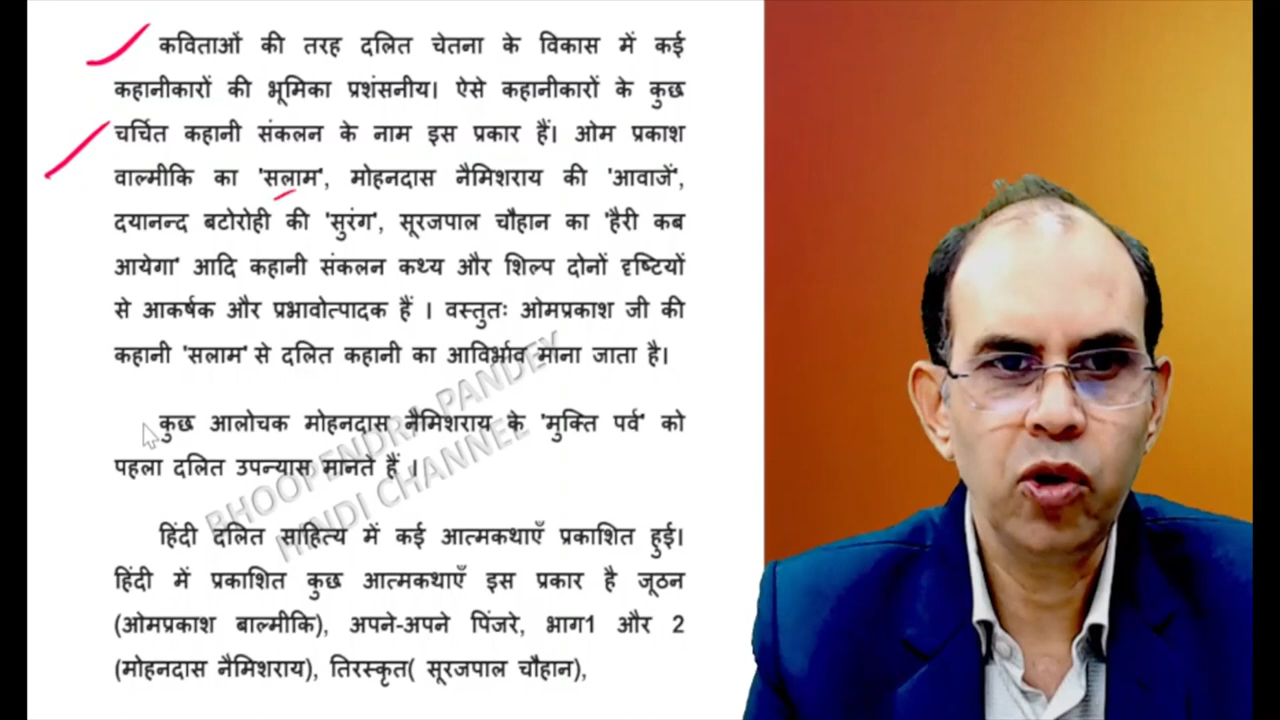 कविताओं की तरह दलित चेतना के विकास में कई
कहानीकारों की भूमिका प्रशंसनीय। ऐसे कहानीकारों के कुछ
चर्चित कहानी संकलन के नाम इस प्रकार हैं। ओम प्रकाश
वाल्मीकि का 'सलाम', मोहनदास नैमिशराय की 'आवाजें',
दयानन्द बटोरोही की 'सुरंग', सूरजपाल चौहान का 'हैरी कब
आयेगा' आदि कहानी संकलन कथ्य और शिल्प दोनों दृष्टियों
से आकर्षक और प्रभावोत्पादक हैं । वस्तुतः ओमप्रकाश जी की
कहानी 'सलाम' से दलित कहानी का आविर्भाव माना जाता है।
कुछ आलोचक मोहनदास नैमिशराय के 'मुक्ति पर्व' को
पहला दलित उपन्यास मानते हैं ।
हिंदी दलित साहित्य में कई आत्मकथाएँ प्रकाशित हुई।
हिंदी में प्रकाशित कुछ आत्मकथाएँ इस प्रकार है जूठन
(ओमप्रकाश बाल्मीकि), अपने-अपने पिंजरे, भाग1 और 2
(मोहनदास नैमिशराय), तिरस्कृत( सूरजपाल चौहान),
BHOOPENDRA PANDEY
HINDI CHANNEL